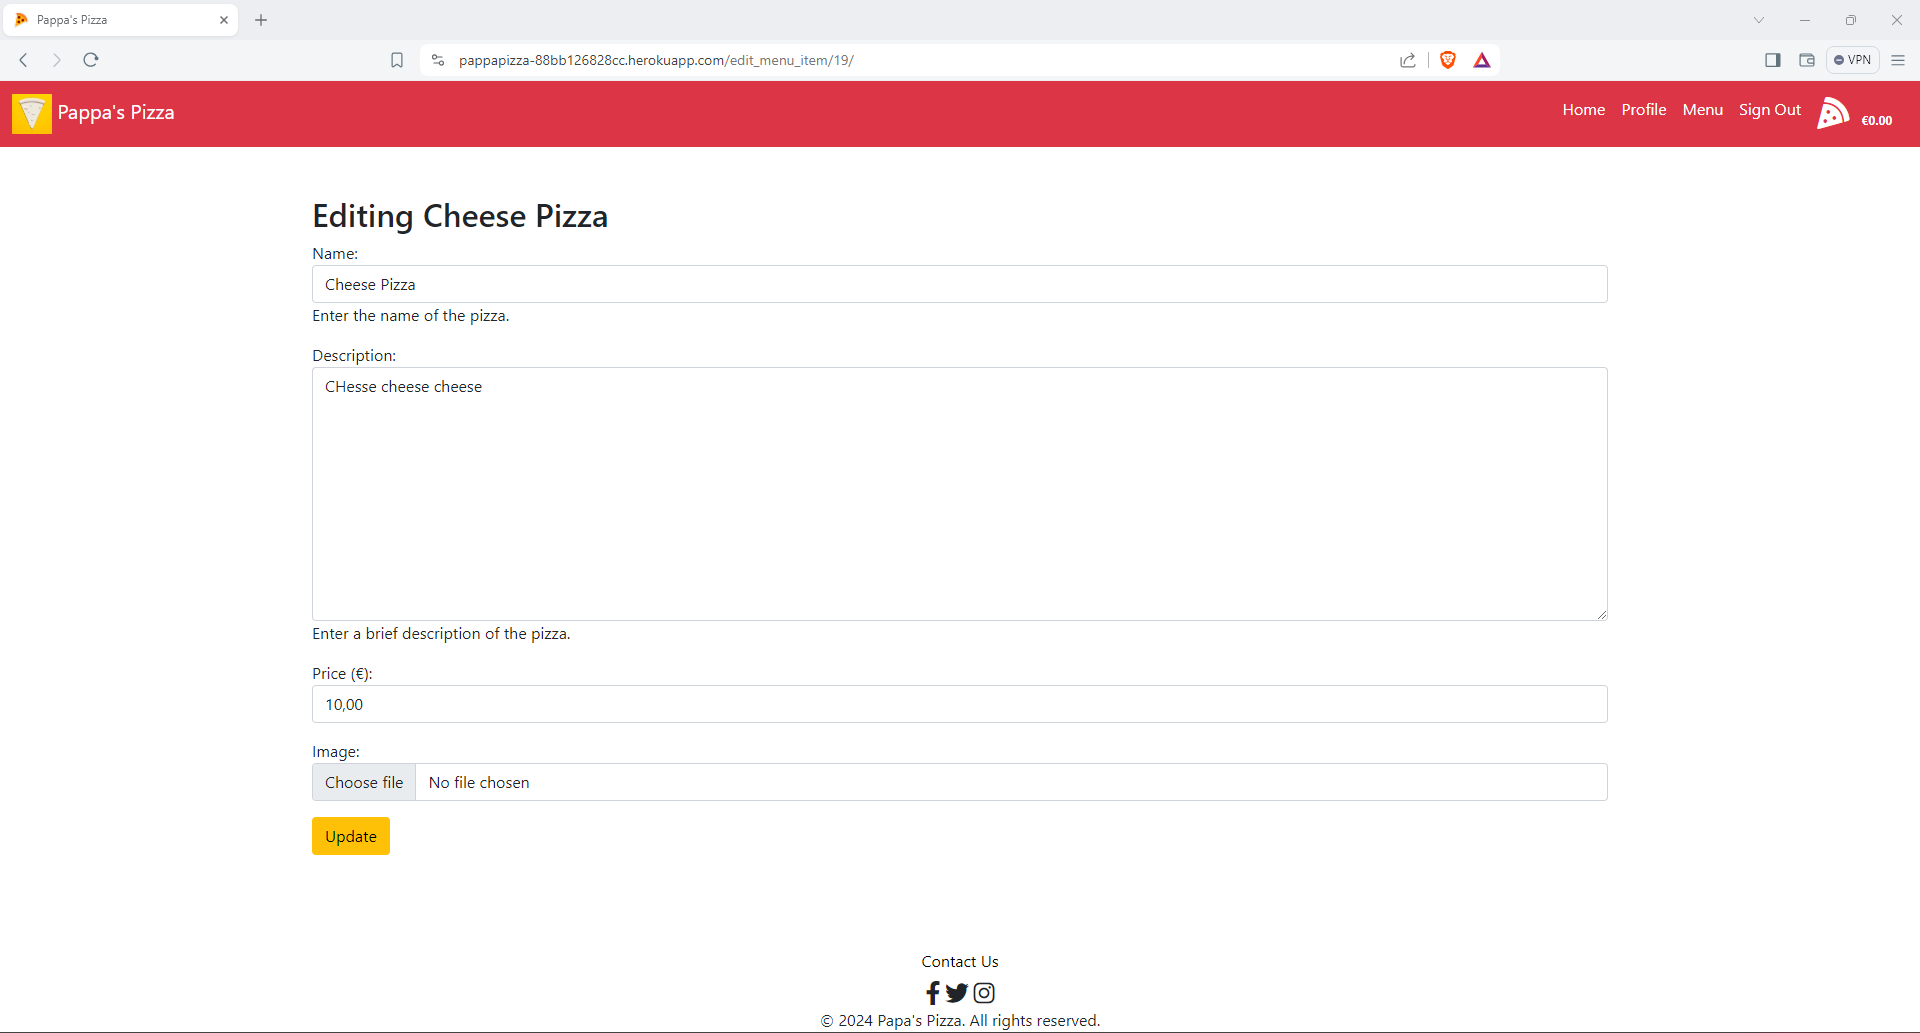 Pappa's Pizza
pappapizza-88bb126828cc.herokuapp.com/edit_menu_item/19/
VPN
Pappa's Pizza
Home Profile Menu Sign Out €0.00
Editing Cheese Pizza
Name:
Cheese Pizza
Enter the name of the pizza.
Description:
CHesse cheese cheese
Enter a brief description of the pizza.
Price (€):
10,00
Image:
Choose file No file chosen
Update
Contact Us
© 2024 Papa's Pizza. All rights reserved.